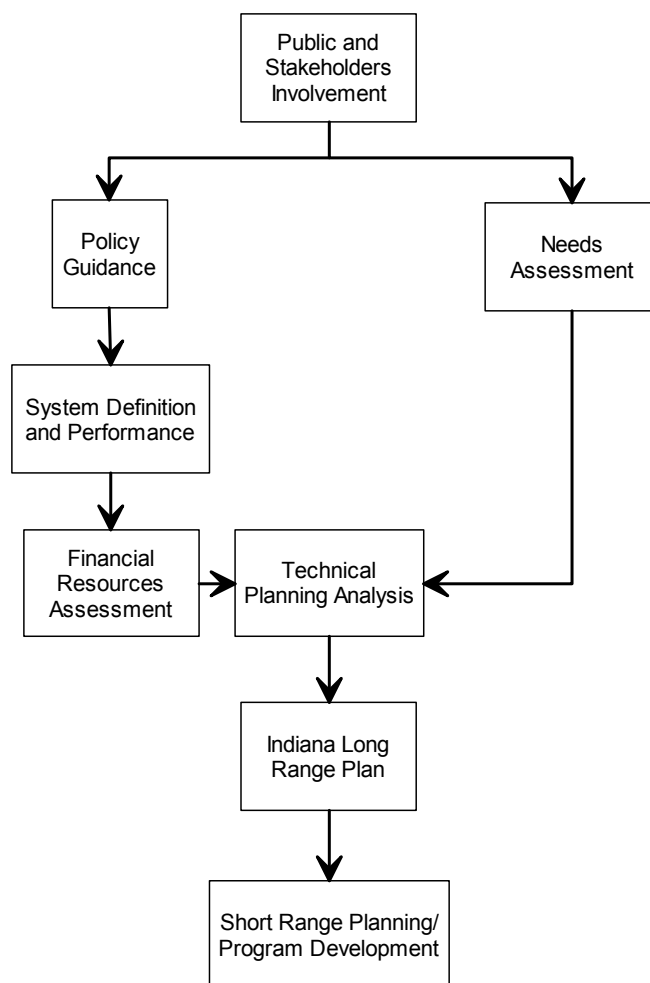 Public and
Stakeholders
Involvement
Policy
Guidance
Needs
Assessment
System Definition
and Performance
Financial
Resources
Assessment
Technical
Planning Analysis
Indiana Long
Range Plan
Short Range Planning/
Program Development